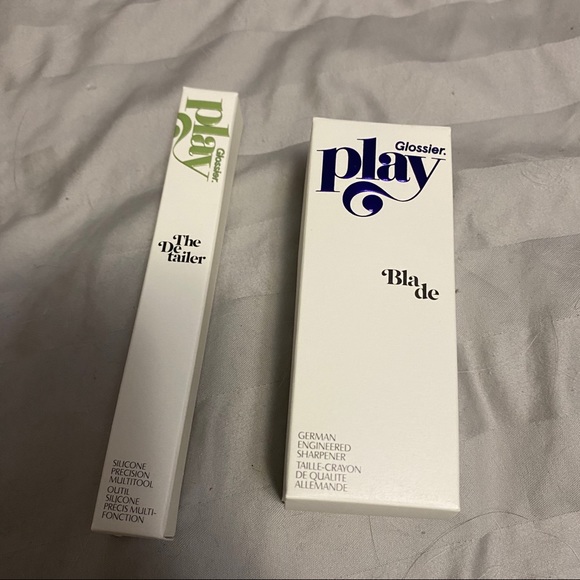 play
Glossier.
The
De
tailer
SILICONE
PRECISION
MULTITOOL
OUTIL
SILICONE
PRÉCIS MULTI-
FONCTION
Glossier.
play
Bla
de
GERMAN
ENGINEERED
SHARPENER
TAILLE-CRAYON
DE QUALITE
ALLEMANDE